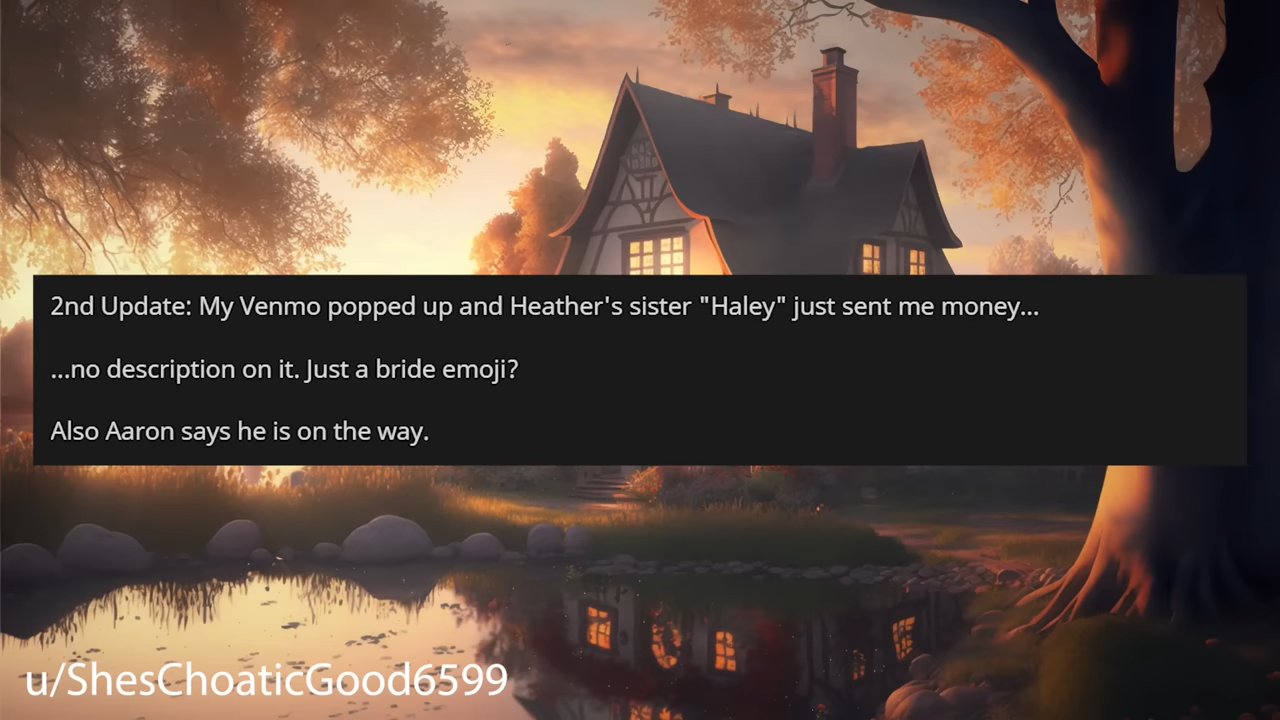 2nd Update: My Venmo popped up and Heather's sister "Haley" just sent me money...
...no description on it. Just a bride emoji?
Also Aaron says he is on the way.
u/ShesChoaticGood6599